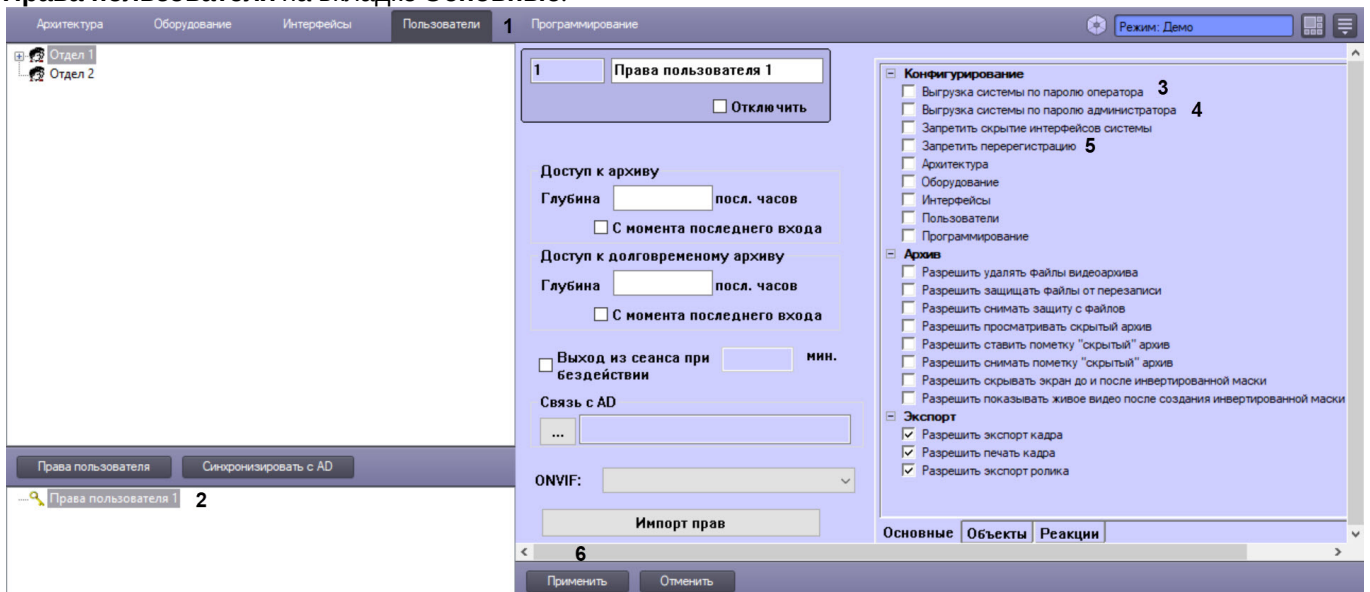 Права пользователя на вкладке Основные.
Архитектура Оборудование Интерфейсы Пользователи 1 Программирование Режим: Демо
Отдел 1
Отдел 2
1 Права пользователя 1
Отключить
Доступ к архиву
Глубина посл. часов
С момента последнего входа
Доступ к долговременому архиву
Глубина посл. часов
С момента последнего входа
Выход из сеанса при мин.
бездействии
Связь с AD
...
ONVIF:
Импорт прав
Конфигурирование
Выгрузка системы по паролю оператора 3
Выгрузка системы по паролю администратора 4
Запретить скрытие интерфейсов системы
Запретить перерегистрацию 5
Архитектура
Оборудование
Интерфейсы
Пользователи
Программирование
Архив
Разрешить удалять файлы видеоархива
Разрешить защищать файлы от перезаписи
Разрешить снимать защиту с файлов
Разрешить просматривать скрытый архив
Разрешить ставить пометку "скрытый" архив
Разрешить снимать пометку "скрытый" архив
Разрешить скрывать экран до и после инвертированной маски
Разрешить показывать живое видео после создания инвертированной маски
Экспорт
Разрешить экспорт кадра
Разрешить печать кадра
Разрешить экспорт ролика
Основные Объекты Реакции
Права пользователя Синхронизировать с AD
Права пользователя 1 2
6
Применить Отменить